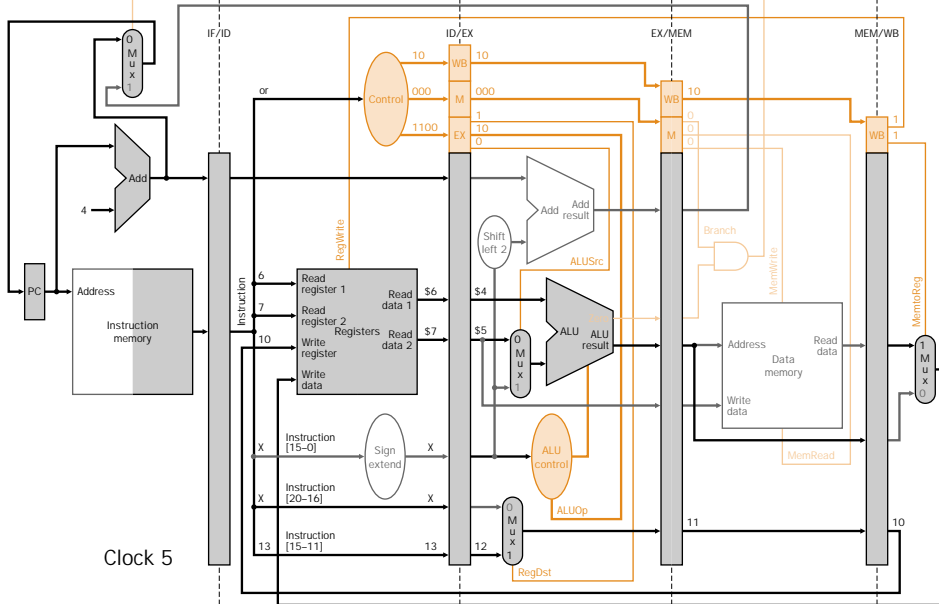 IF/ID
ID/EX
EX/MEM
MEM/WB
0
M
u
x
1
or
Control
10
000
1100
WB
10
M
000
EX
1
10
0
WB
10
M
0
0
0
WB
1
1
Add
4
Add
Add
result
Shift
left 2
RegWrite
ALUSrc
Branch
MemWrite
MemtoReg
PC
Address
Instruction
memory
Instruction
6
Read
register 1
7
Read
register 2
10
Write
register
Write
data
Registers
Read
data 1
Read
data 2
$6
$7
$4
$5
0
M
u
x
1
ALU
ALU
result
Address
Write
data
Data
memory
Read
data
MemRead
1
M
u
x
0
X
Instruction
[15–0]
Sign
extend
X
ALU
control
ALUOp
X
Instruction
[20–16]
X
13
Instruction
[15–11]
13
12
0
M
u
x
1
RegDst
11
10
Clock 5